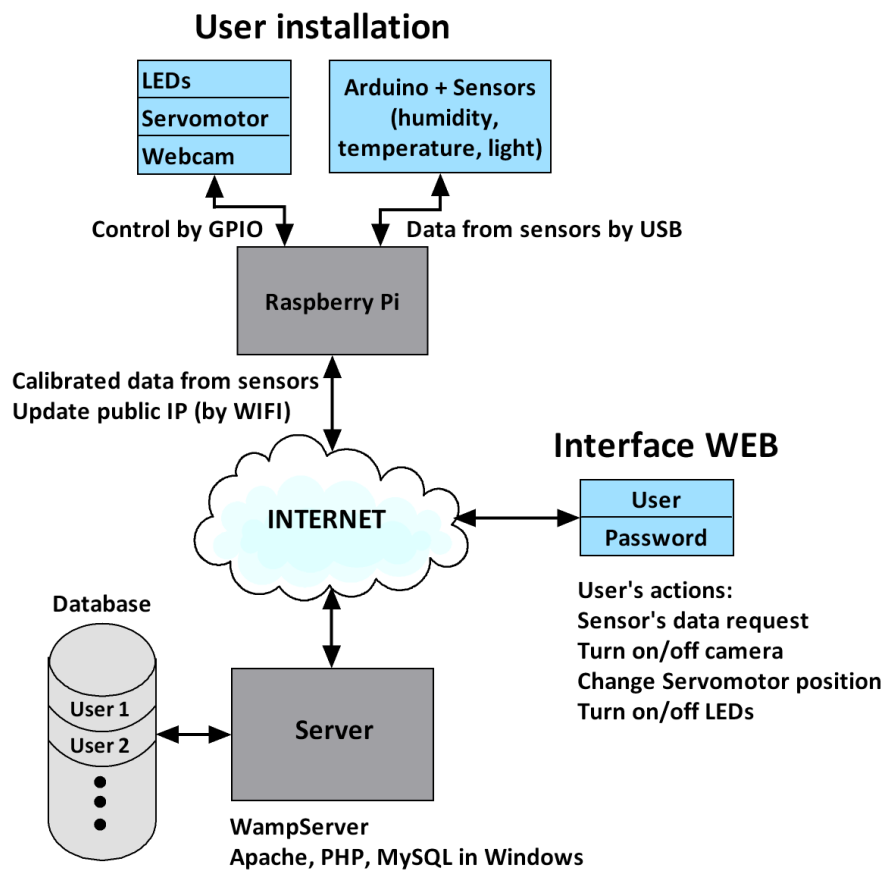 User installation
LEDs
Servomotor
Webcam
Arduino + Sensors
(humidity,
temperature, light)
Control by GPIO
Data from sensors by USB
Raspberry Pi
Calibrated data from sensors
Update public IP (by WIFI)
INTERNET
Interface WEB
User
Password
User's actions:
Sensor's data request
Turn on/off camera
Change Servomotor position
Turn on/off LEDs
Database
User 1
User 2
Server
WampServer
Apache, PHP, MySQL in Windows